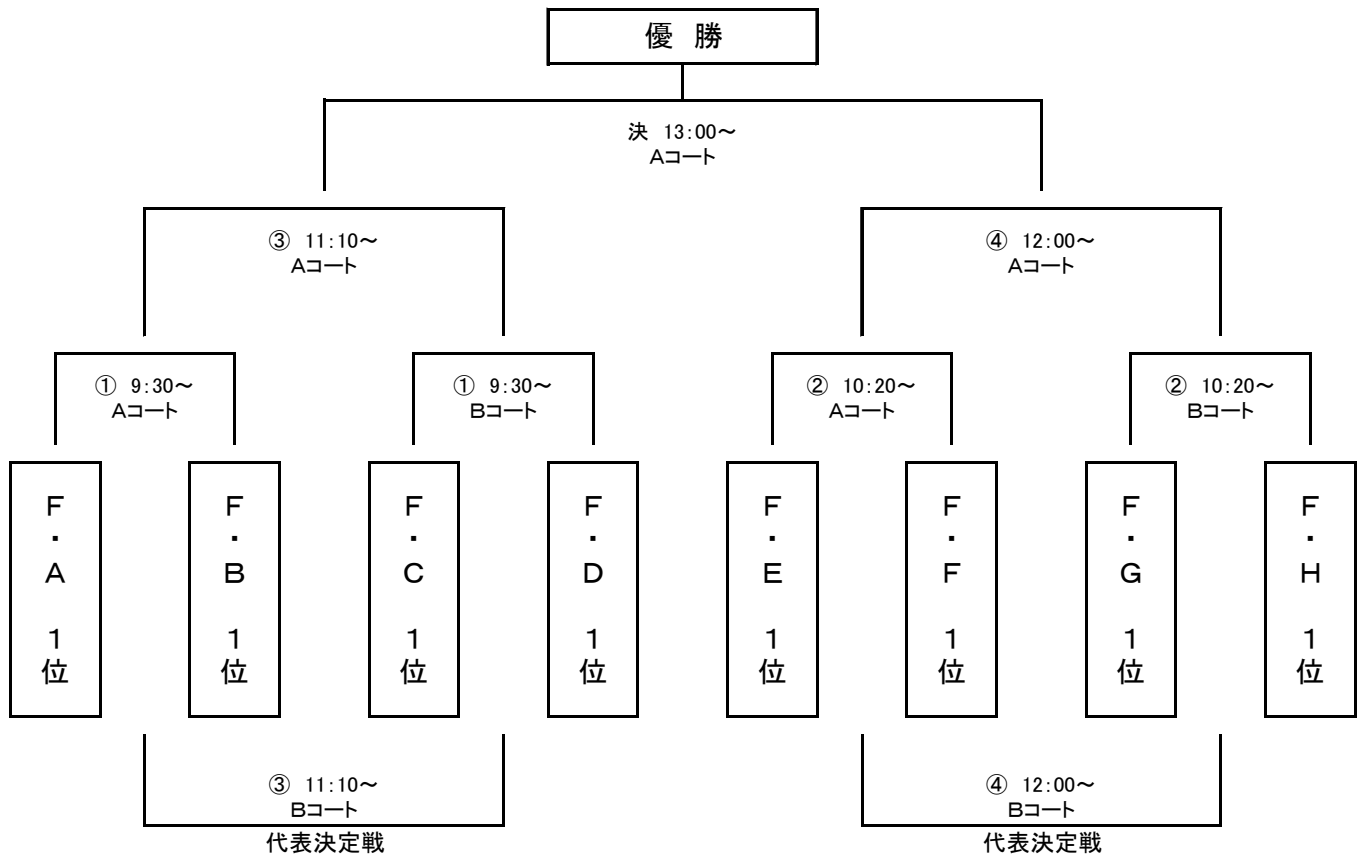 優 勝
決 13:00～
Aコート
③ 11:10～
Aコート
④ 12:00～
Aコート
① 9:30～
Aコート
① 9:30～
Bコート
② 10:20～
Aコート
② 10:20～
Bコート
F・A 1位
F・B 1位
F・C 1位
F・D 1位
F・E 1位
F・F 1位
F・G 1位
F・H 1位
③ 11:10～
Bコート
代表決定戦
④ 12:00～
Bコート
代表決定戦